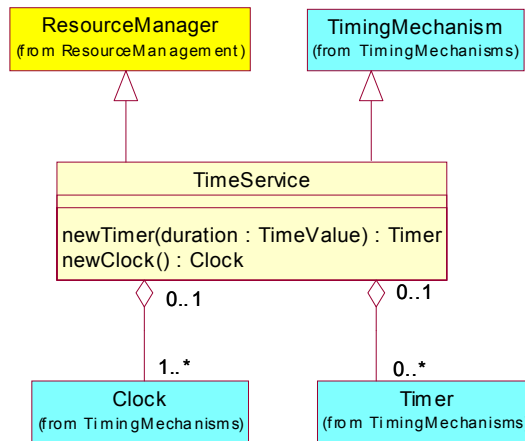 ResourceManager
(from ResourceManagement)
TimingMechanism
(from TimingMechanisms)
TimeService
newTimer(duration : TimeValue) : Timer
newClock() : Clock
0..1
0..1
1..*
0..*
Clock
(from TimingMechanisms)
Timer
(from TimingMechanisms